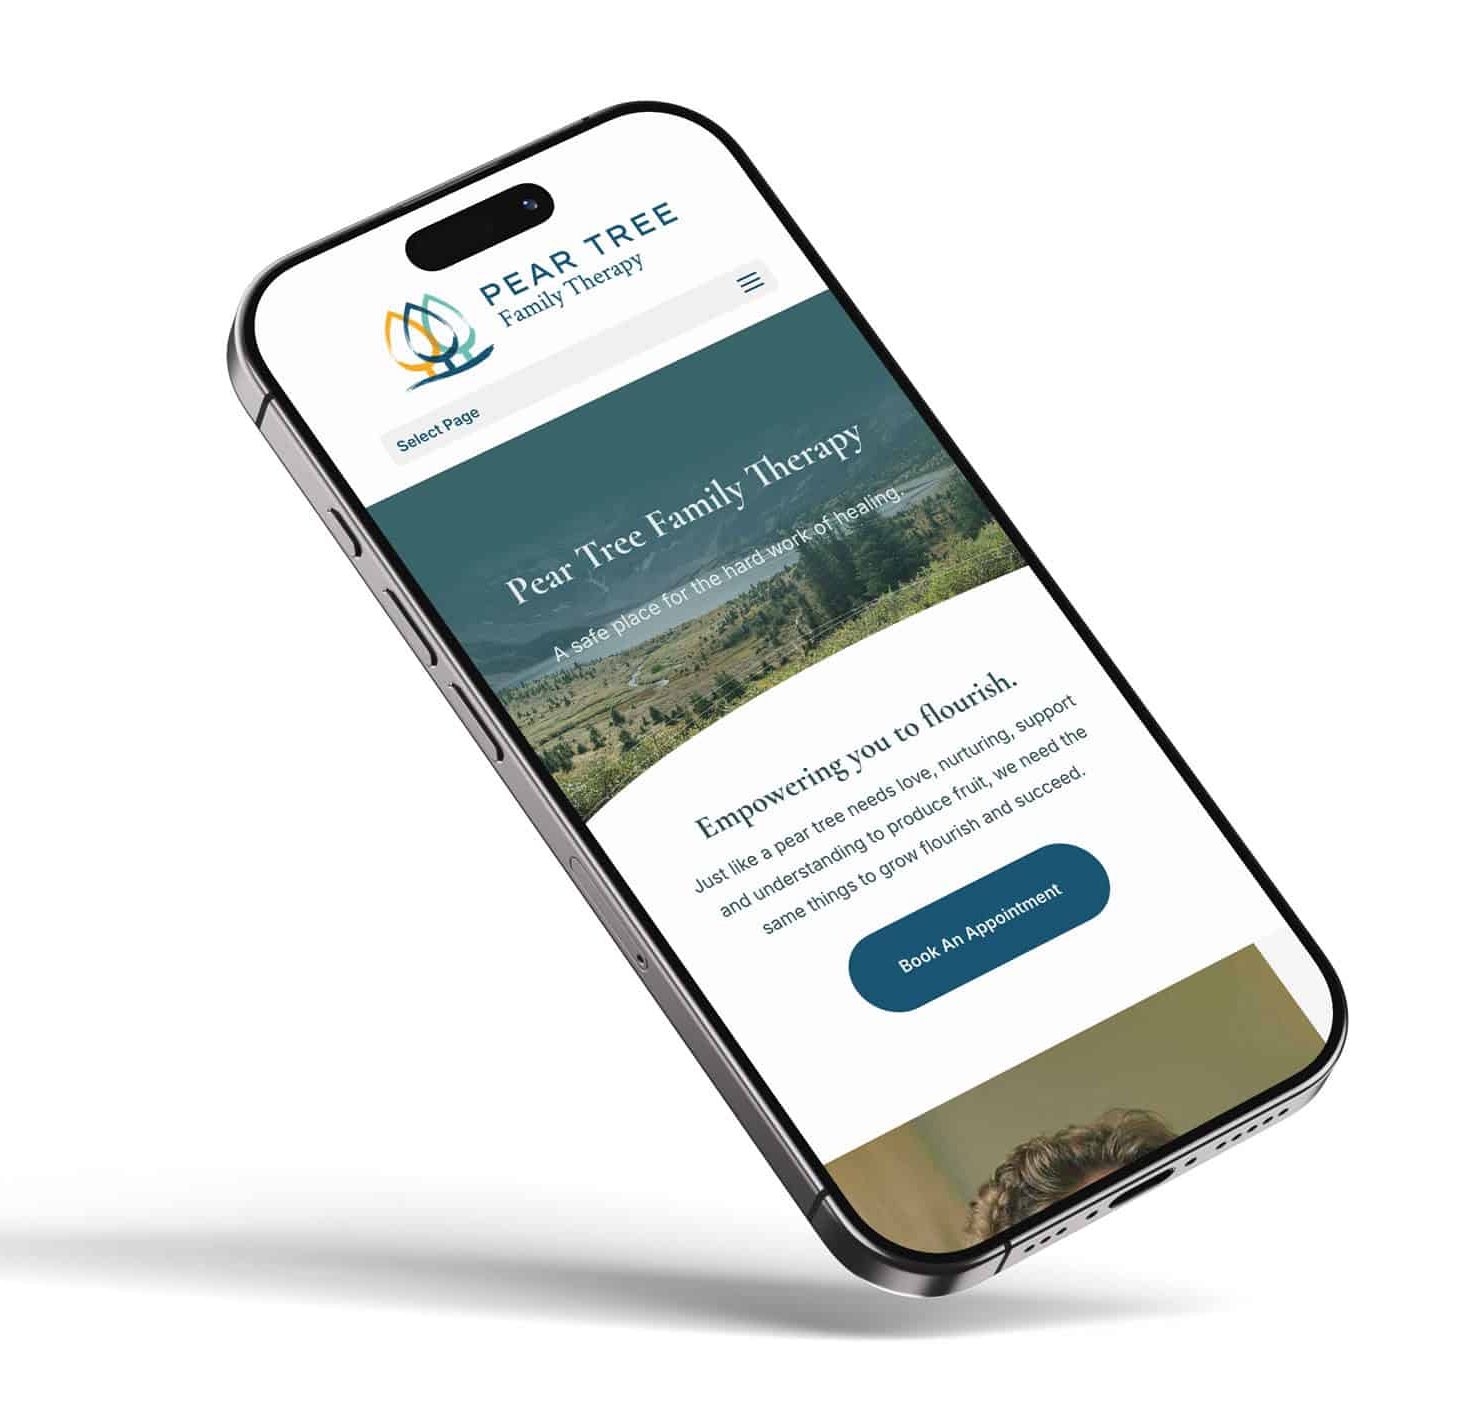 PEAR TREE
Family Therapy
Select Page
Pear Tree Family Therapy
A safe place for the hard work of healing.
Empowering you to flourish.
Just like a pear tree needs love, nurturing, support
and understanding to produce fruit, we need the
same things to grow flourish and succeed.
Book An Appointment